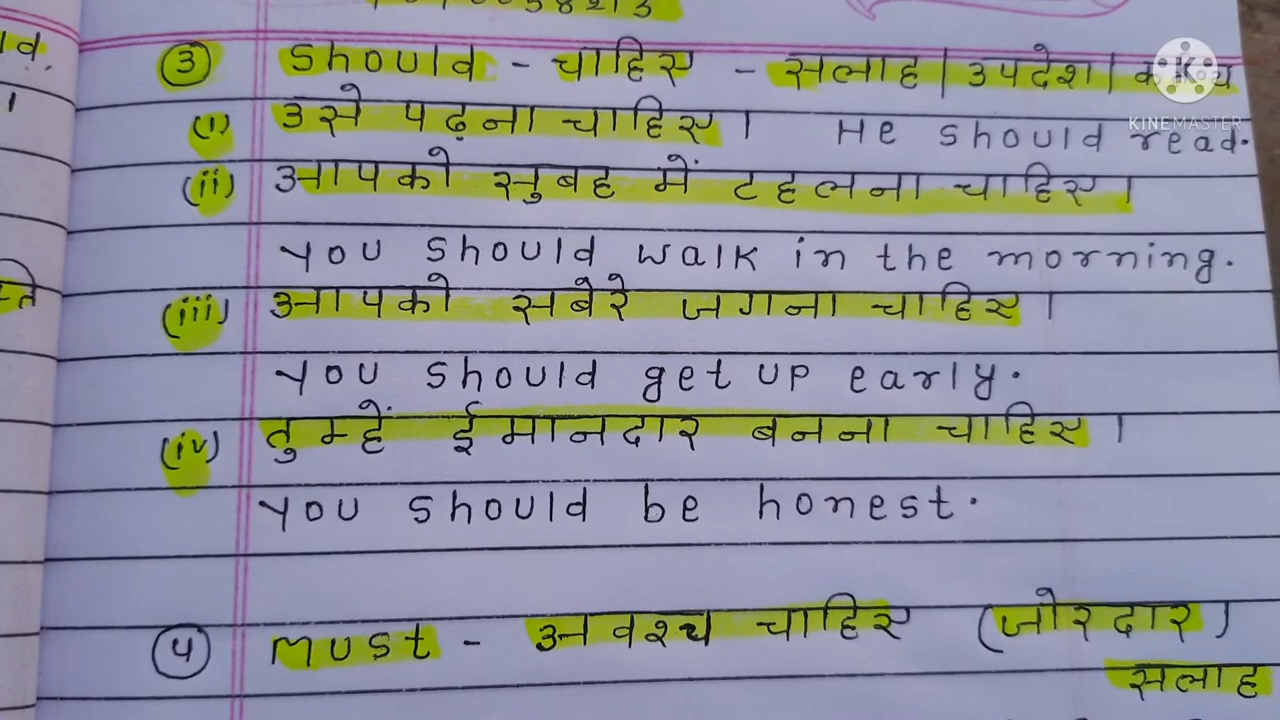 ③ Should - चाहिए - सलाह | उपदेश |
(i) उसे पढ़ना चाहिए । He should read.
(ii) आपको सुबह में टहलना चाहिए ।
You should walk in the morning.
(iii) आपको सबेरे जगना चाहिए ।
You should get up early.
(iv) तुम्हें ईमानदार बनना चाहिए ।
You should be honest.
④ Must - अवश्य चाहिए (जोरदार)
सलाह
KINEMASTER